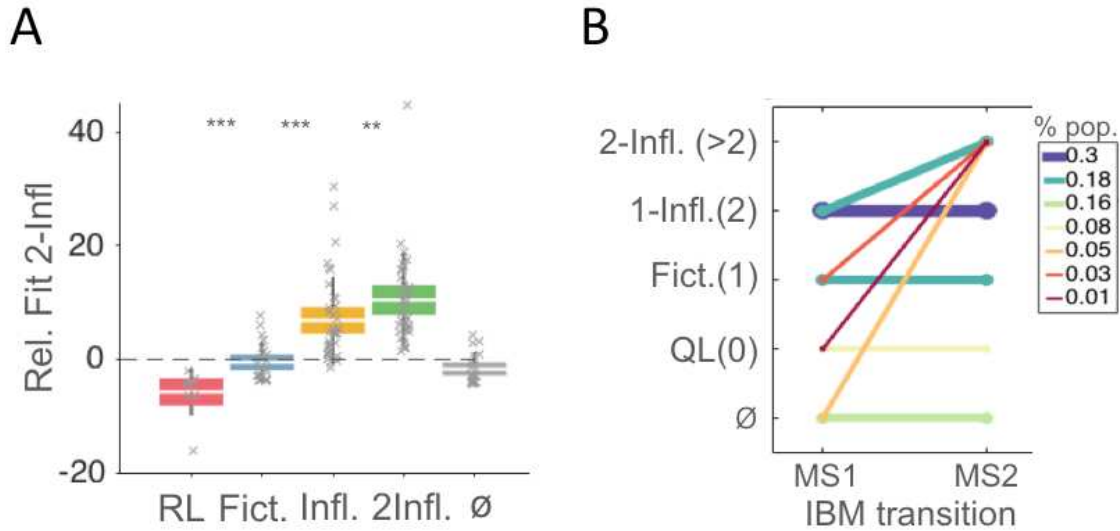 A
B
Rel. Fit 2-Infl
40
20
0
-20
*** *** **
RL Fict. Infl. 2Infl. Ø
2-Infl. (>2)
1-Infl.(2)
Fict.(1)
QL(0)
Ø
MS1 MS2
IBM transition
% pop.
0.3
0.18
0.16
0.08
0.05
0.03
0.01